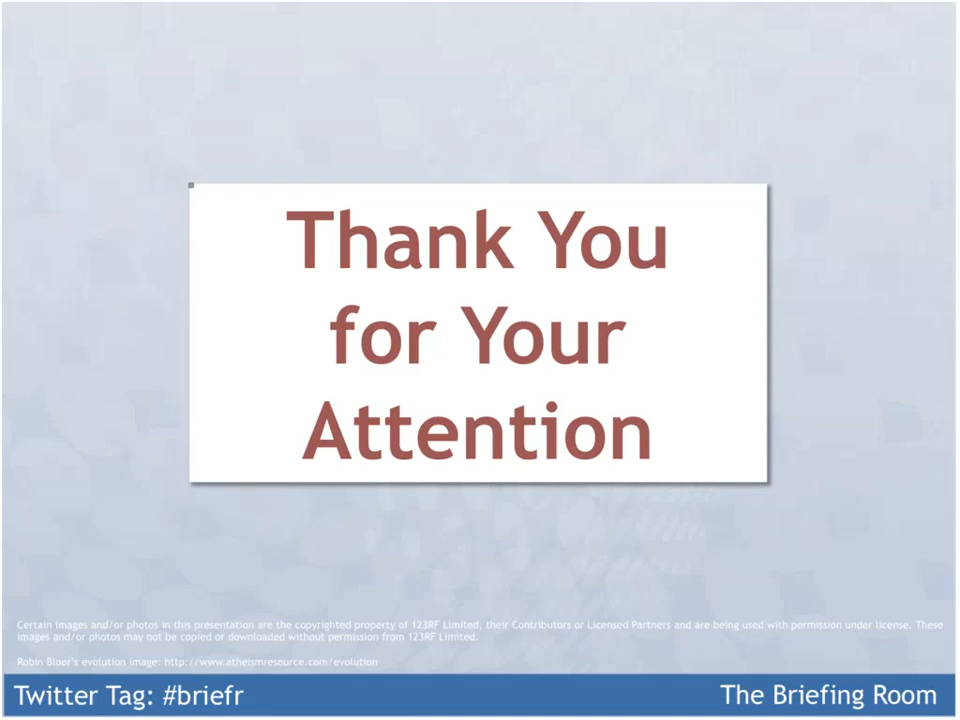 Thank You
for Your
Attention
Certain images and/or photos in this presentation are the copyrighted property of 123RF Limited, their Contributors or Licensed Partners and are being used with permission under license. These
images and/or photos may not be copied or downloaded without permission from 123RF Limited.
Robin Bloor's evolution image: http://www.atheismresource.com/evolution
Twitter Tag: #briefr
The Briefing Room